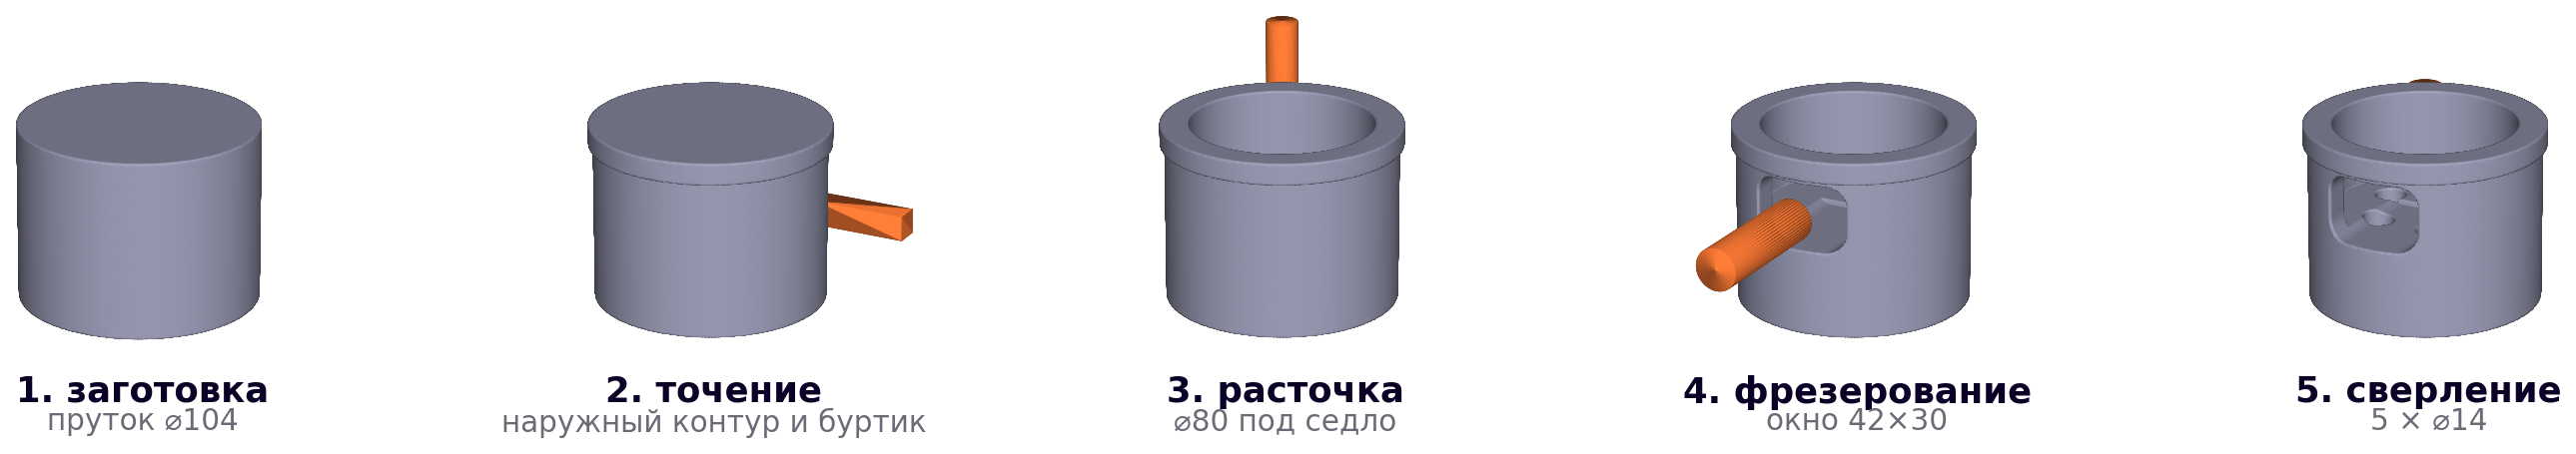 1. заготовка
пруток ⌀104
2. точение
наружный контур и буртик
3. расточка
⌀80 под седло
4. фрезерование
окно 42×30
5. сверление
5 × ⌀14